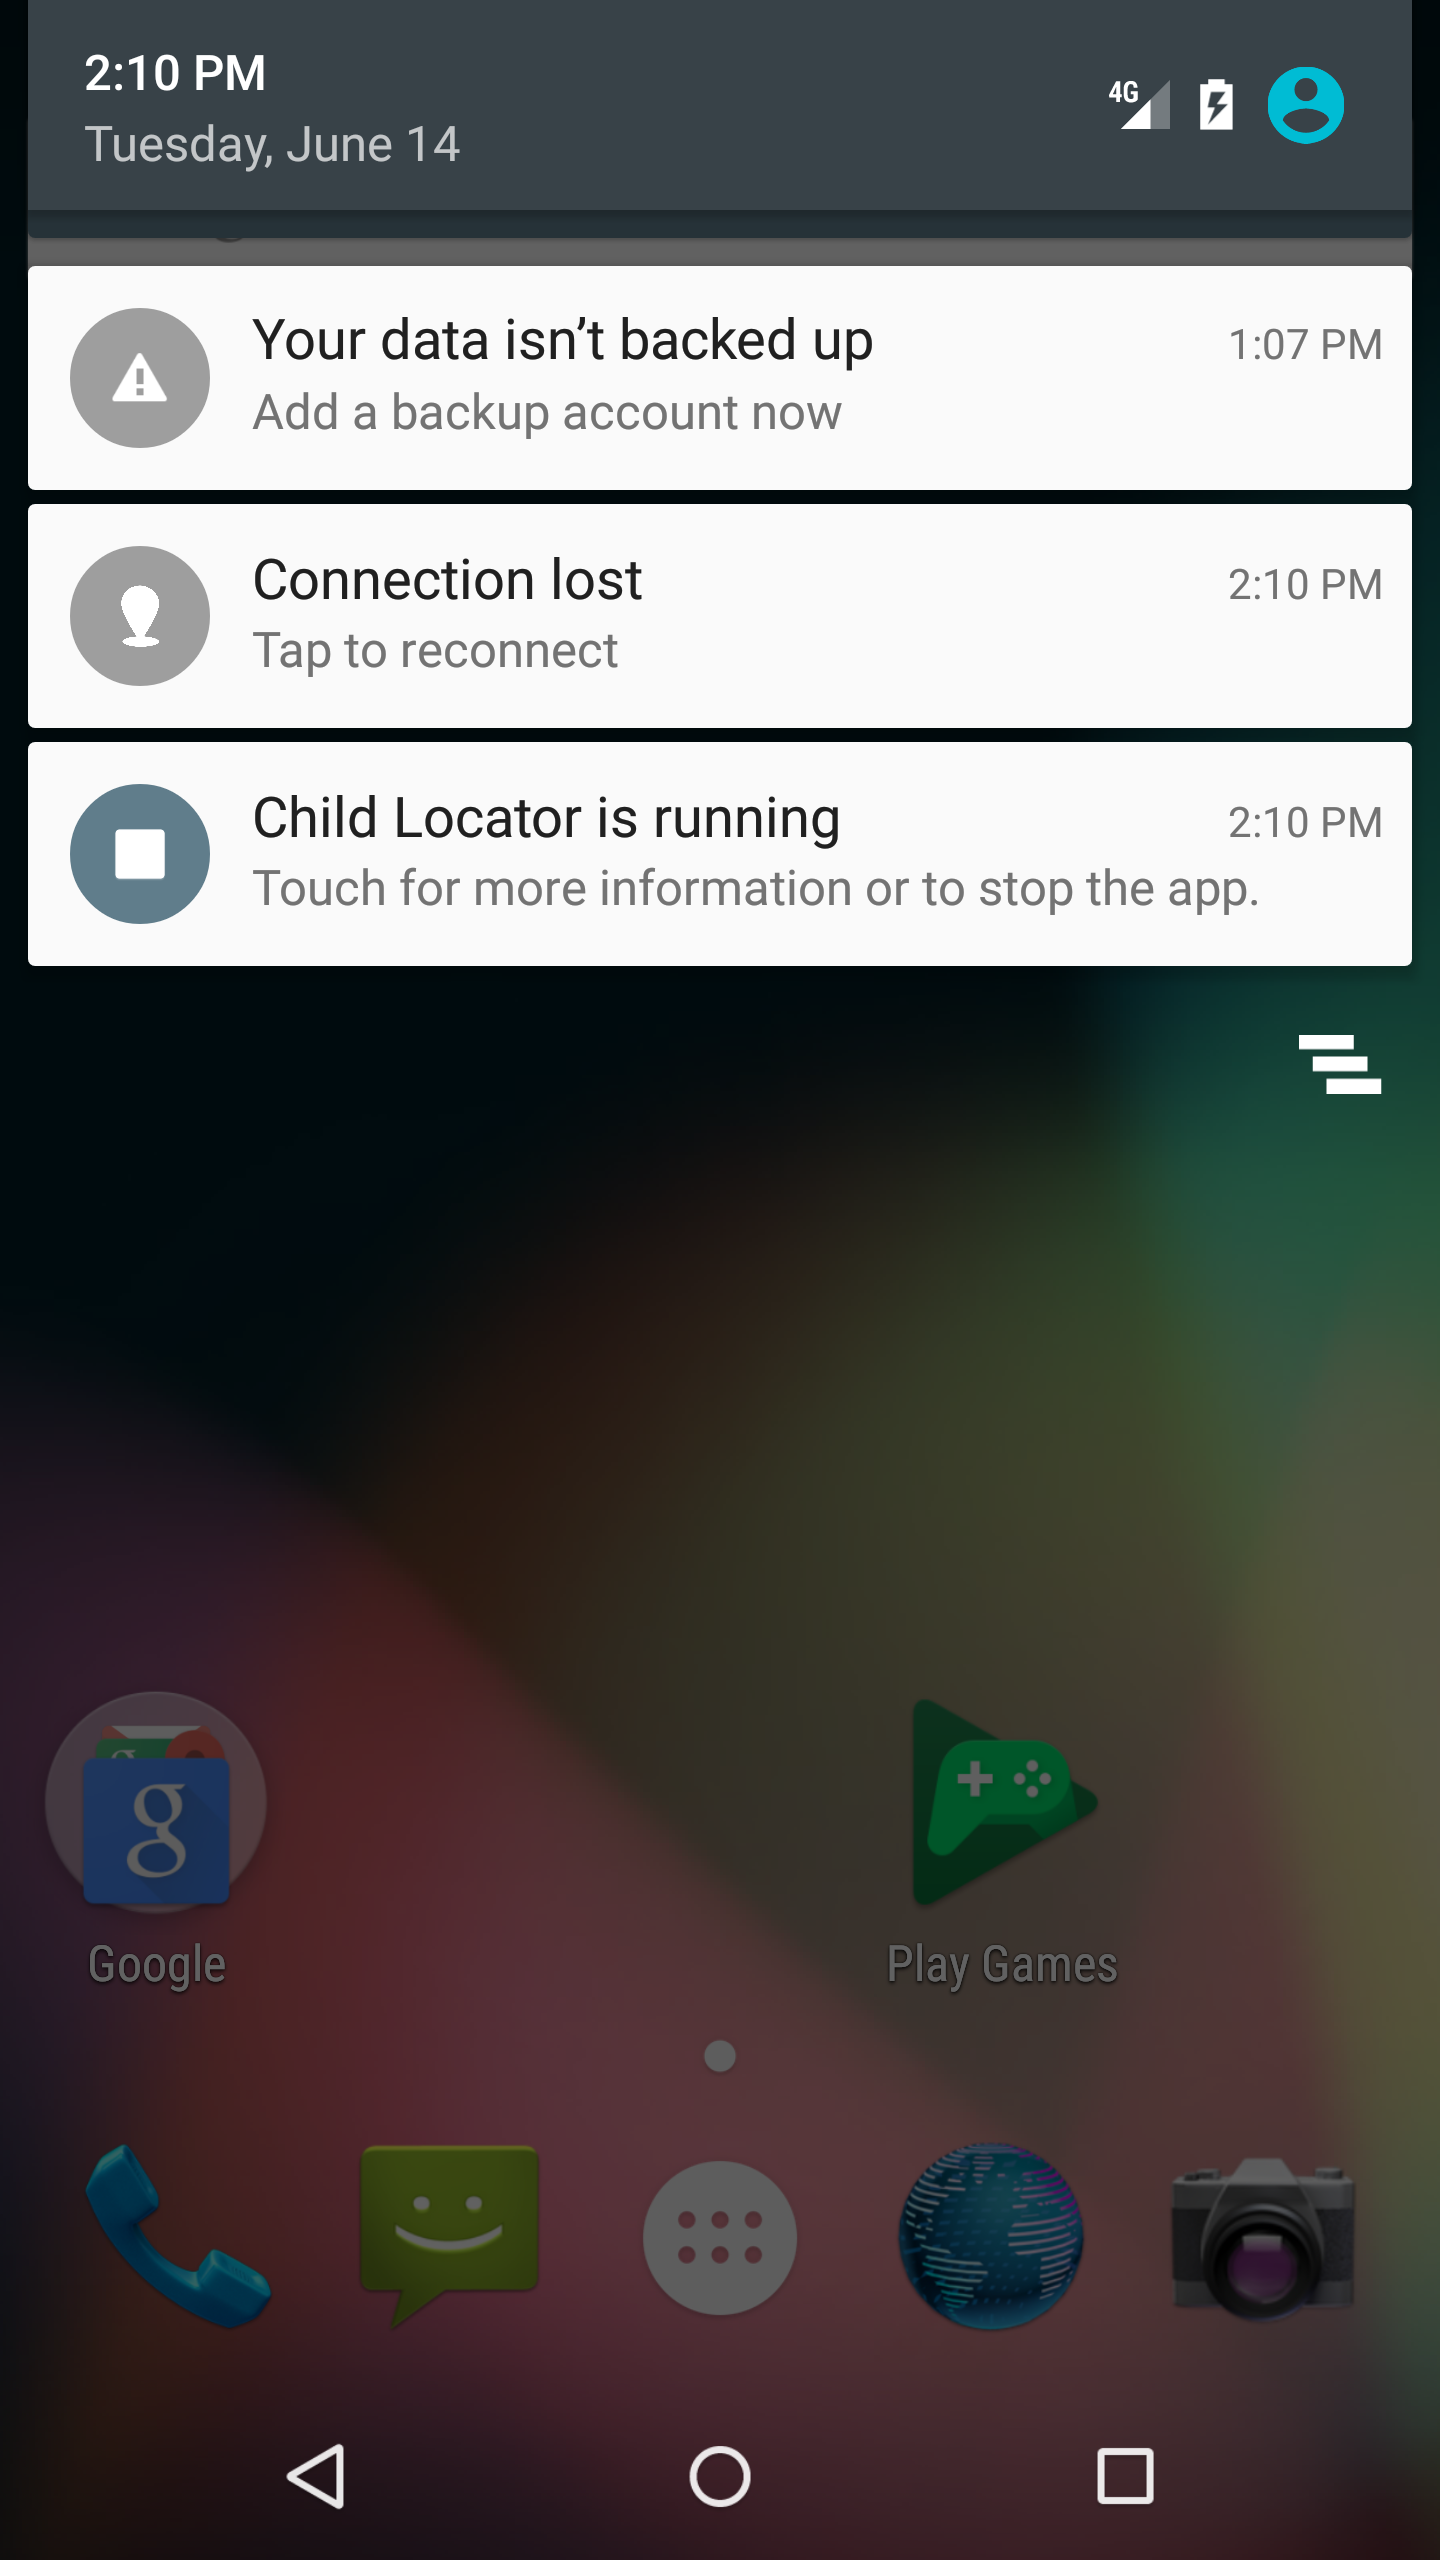 2:10 PM
Tuesday, June 14
4G
Your data isn’t backed up
1:07 PM
Add a backup account now
Connection lost
2:10 PM
Tap to reconnect
Child Locator is running
2:10 PM
Touch for more information or to stop the app.
g
g
Google
Play Games